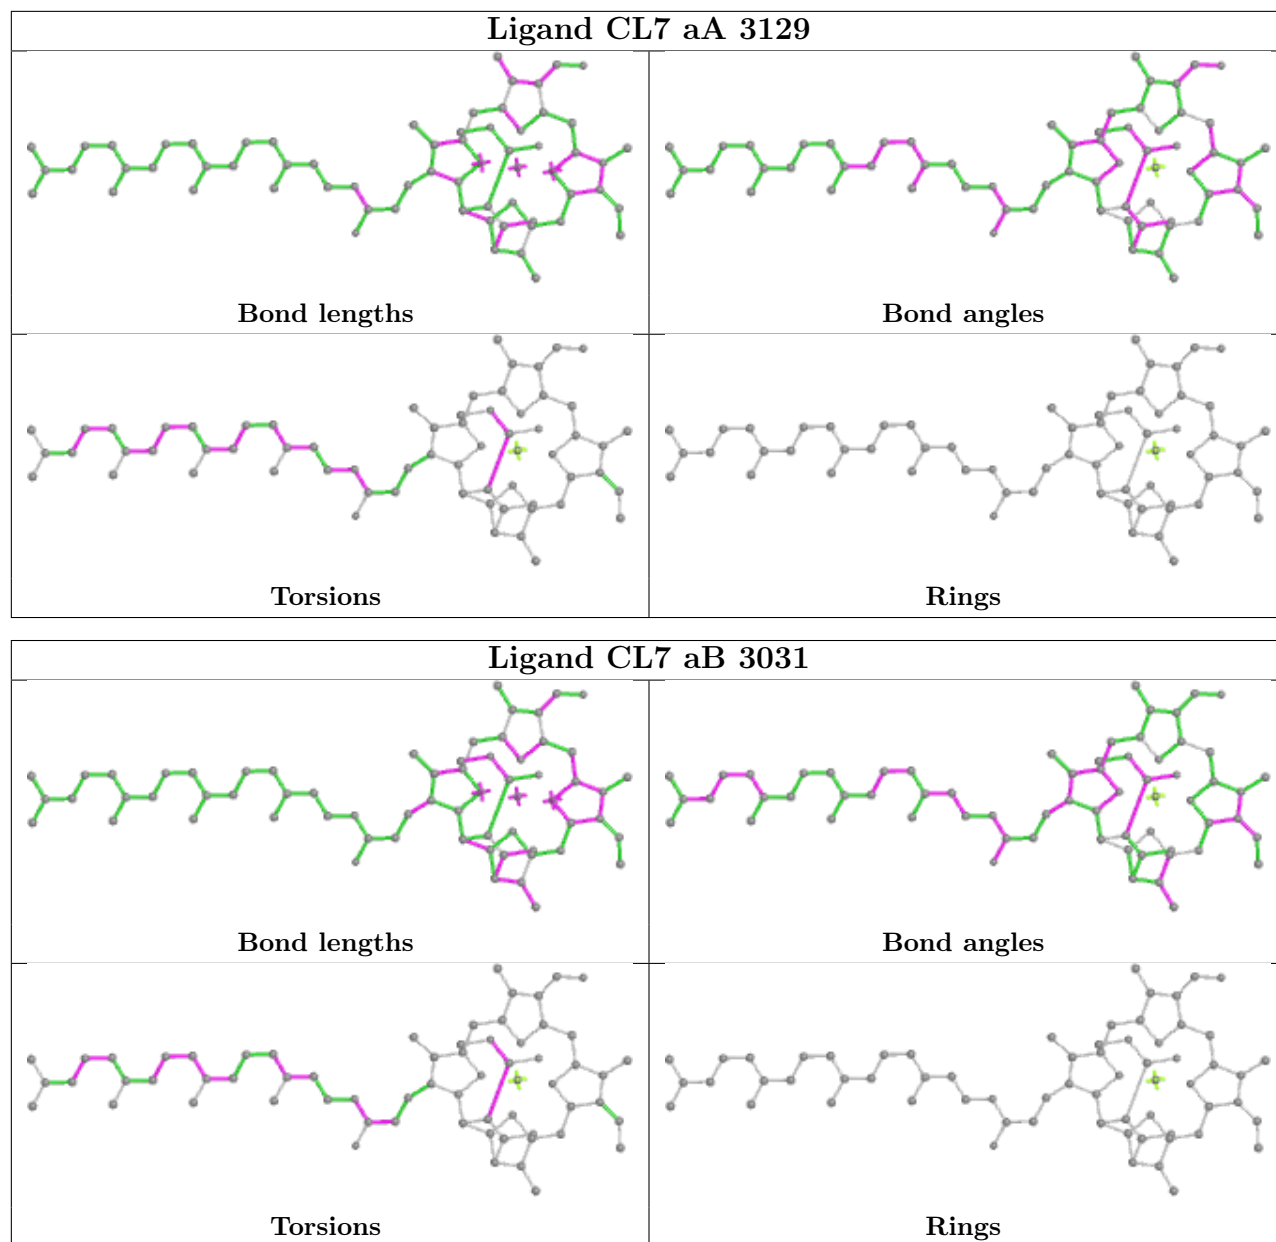 Ligand CL7 aA 3129
Bond lengths
Bond angles
Torsions
Rings
Ligand CL7 aB 3031
Bond lengths
Bond angles
Torsions
Rings